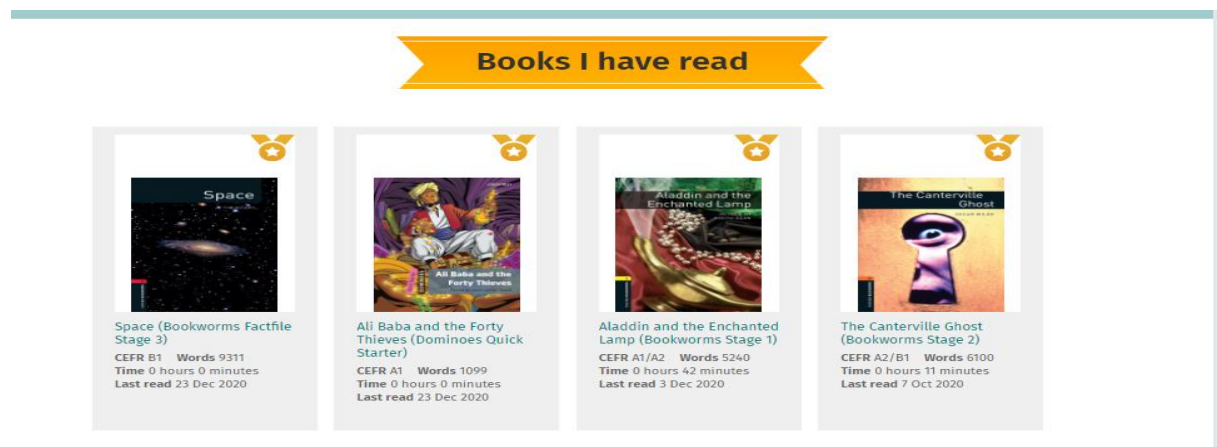 Books I have read
Space
Space (Bookworms Factfile
Stage 3)
CEFR B1 Words 9311
Time 0 hours 0 minutes
Last read 23 Dec 2020
Ali Baba and the
Forty Thieves
Ali Baba and the Forty
Thieves (Dominoes Quick
Starter)
CEFR A1 Words 1099
Time 0 hours 0 minutes
Last read 23 Dec 2020
Aladdin and the
Enchanted Lamp
Aladdin and the Enchanted
Lamp (Bookworms Stage 1)
CEFR A1/A2 Words 5240
Time 0 hours 42 minutes
Last read 3 Dec 2020
The Canterville
Ghost
OSCAR WILDE
The Canterville Ghost
(Bookworms Stage 2)
CEFR A2/B1 Words 6100
Time 0 hours 11 minutes
Last read 7 Oct 2020